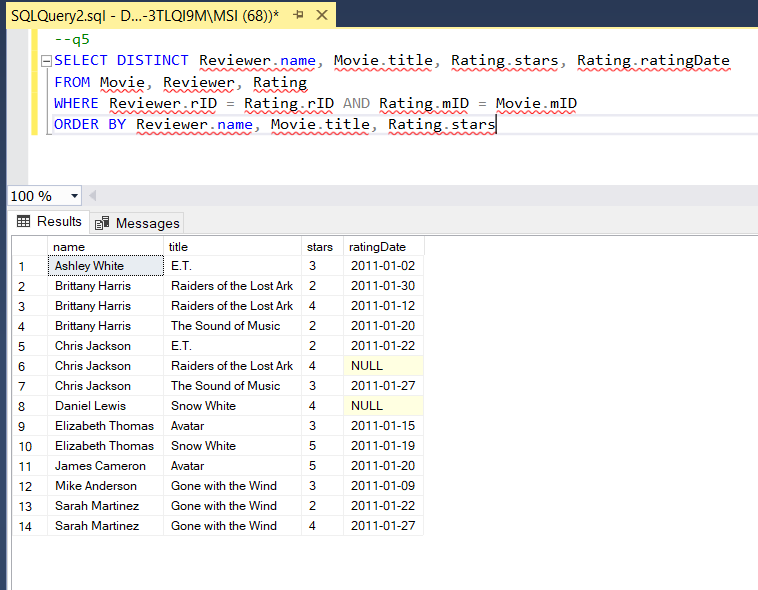 SQLQuery2.sql - D...-3TLQI9M\MSI (68))*
--q5
SELECT DISTINCT Reviewer.name, Movie.title, Rating.stars, Rating.ratingDate
FROM Movie, Reviewer, Rating
WHERE Reviewer.rID = Rating.rID AND Rating.mID = Movie.mID
ORDER BY Reviewer.name, Movie.title, Rating.stars
100 %
Results Messages
name title stars ratingDate
1 Ashley White E.T. 3 2011-01-02
2 Brittany Harris Raiders of the Lost Ark 2 2011-01-30
3 Brittany Harris Raiders of the Lost Ark 4 2011-01-12
4 Brittany Harris The Sound of Music 2 2011-01-20
5 Chris Jackson E.T. 2 2011-01-22
6 Chris Jackson Raiders of the Lost Ark 4 NULL
7 Chris Jackson The Sound of Music 3 2011-01-27
8 Daniel Lewis Snow White 4 NULL
9 Elizabeth Thomas Avatar 3 2011-01-15
10 Elizabeth Thomas Snow White 5 2011-01-19
11 James Cameron Avatar 5 2011-01-20
12 Mike Anderson Gone with the Wind 3 2011-01-09
13 Sarah Martinez Gone with the Wind 2 2011-01-22
14 Sarah Martinez Gone with the Wind 4 2011-01-27